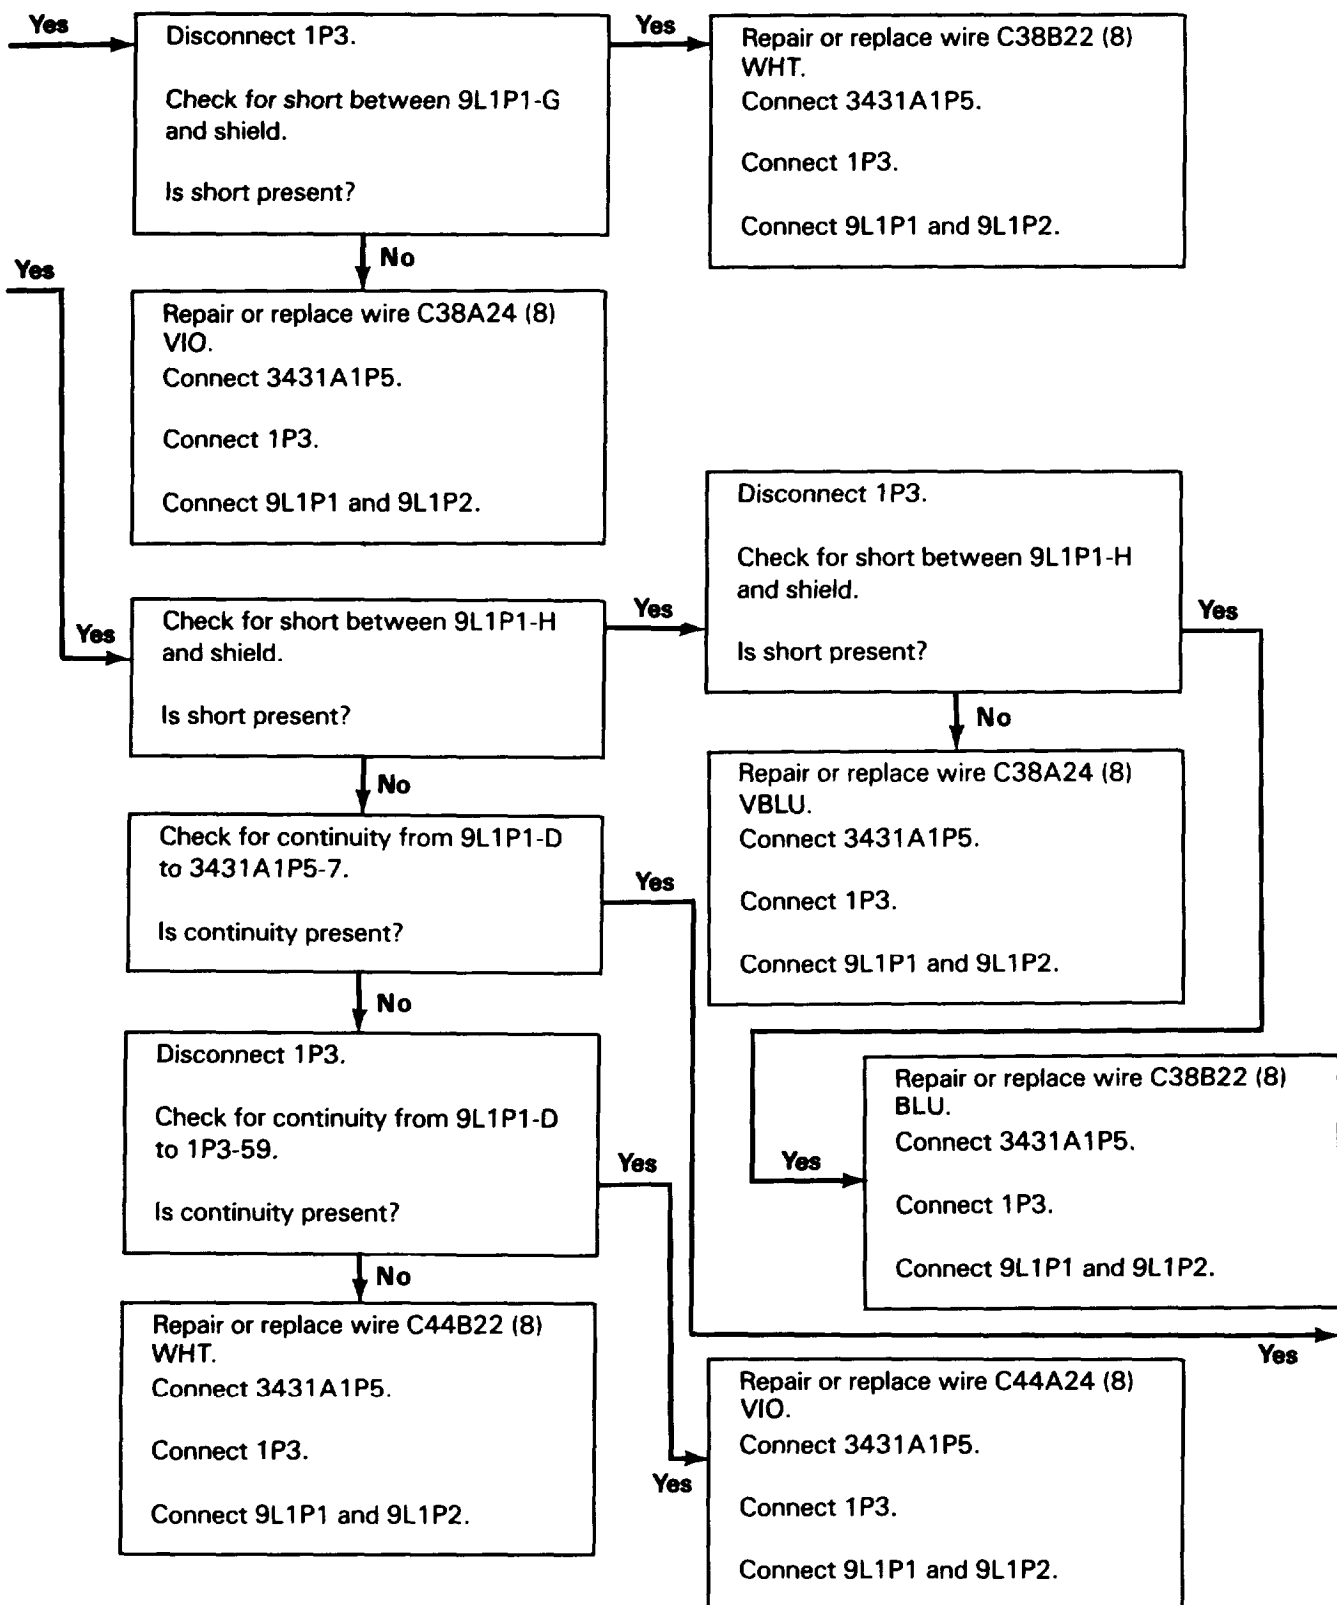 Yes
Disconnect 1P3.
Check for short between 9L1P1-G
and shield.
Is short present?
Yes
Repair or replace wire C38B22 (8)
WHT.
Connect 3431A1P5.
Connect 1P3.
Connect 9L1P1 and 9L1P2.
No
Yes
Repair or replace wire C38A24 (8)
VIO.
Connect 3431A1P5.
Connect 1P3.
Connect 9L1P1 and 9L1P2.
Yes
Check for short between 9L1P1-H
and shield.
Is short present?
Yes
Disconnect 1P3.
Check for short between 9L1P1-H
and shield.
Is short present?
Yes
No
Repair or replace wire C38A24 (8)
VBLU.
Connect 3431A1P5.
Connect 1P3.
Connect 9L1P1 and 9L1P2.
No
Check for continuity from 9L1P1-D
to 3431A1P5-7.
Is continuity present?
Yes
No
Disconnect 1P3.
Check for continuity from 9L1P1-D
to 1P3-59.
Is continuity present?
Yes
Yes
Repair or replace wire C38B22 (8)
BLU.
Connect 3431A1P5.
Connect 1P3.
Connect 9L1P1 and 9L1P2.
No
Repair or replace wire C44B22 (8)
WHT.
Connect 3431A1P5.
Connect 1P3.
Connect 9L1P1 and 9L1P2.
Yes
Yes
Repair or replace wire C44A24 (8)
VIO.
Connect 3431A1P5.
Connect 1P3.
Connect 9L1P1 and 9L1P2.